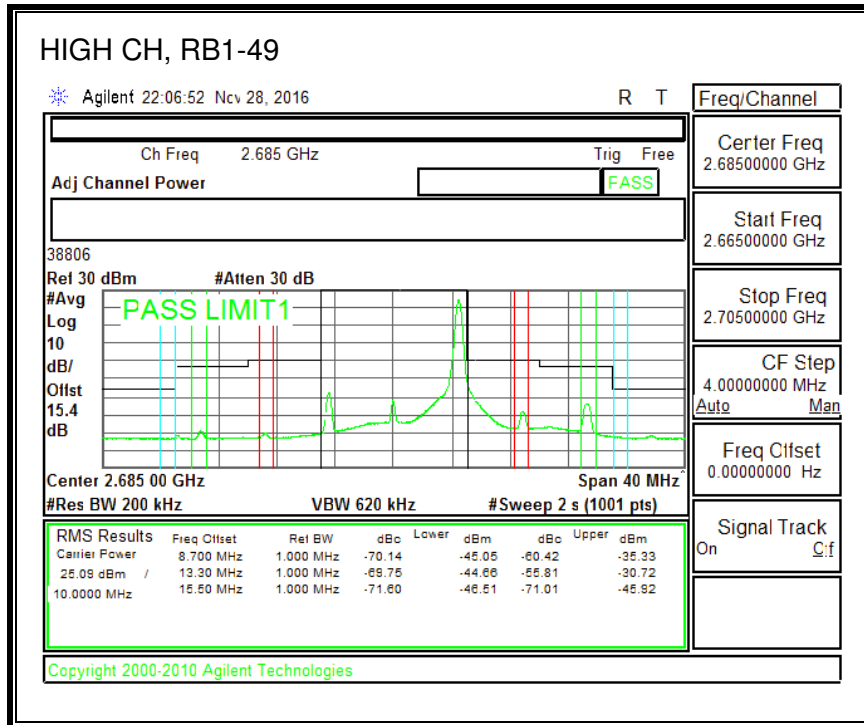 HIGH CH, RB1-49
Agilent 22:06:52 Nov 28, 2016 R T
Freq/Channel
Ch Freq 2.685 GHz Trig Free
Adj Channel Power FASS
Center Freq
2.68500000 GHz
Start Freq
2.66500000 GHz
Stop Freq
2.70500000 GHz
CF Step
4.00000000 MHz
Auto Man
Freq Offset
0.00000000 Hz
Signal Track
On Off
38806
Ref 30 dBm #Atten 30 dB
#Avg
Log
10
dB/
Offst
15.4
dB
PASS LIMIT1
Center 2.685 00 GHz Span 40 MHz
#Res BW 200 kHz VBW 620 kHz #Sweep 2 s (1001 pts)
RMS Results Freq Offset Ref BW dBc Lower dBm dBc Upper dBm
Carrier Power 8.700 MHz 1.000 MHz -70.14 -45.05 -60.42 -35.33
25.09 dBm / 13.30 MHz 1.000 MHz -69.75 -44.66 -55.81 -30.72
10.0000 MHz 15.50 MHz 1.000 MHz -71.60 -46.51 -71.01 -45.92
Copyright 2000-2010 Agilent Technologies